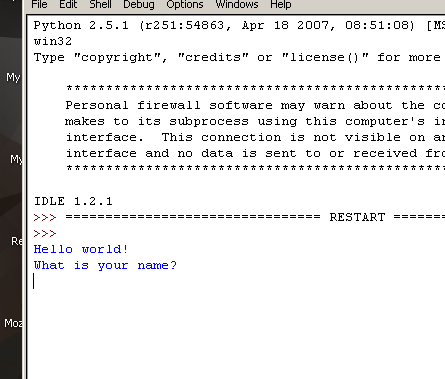 File Edit Shell Debug Options Windows Help
Python 2.5.1 (r251:54863, Apr 18 2007, 08:51:08) [MS
win32
Type "copyright", "credits" or "license()" for more
****************************************************
Personal firewall software may warn about the co
makes to its subprocess using this computer's in
interface. This connection is not visible on an
interface and no data is sent to or received fro
****************************************************
IDLE 1.2.1
>>> ================================ RESTART =======
>>>
Hello world!
What is your name?
My
My
Re
Moz